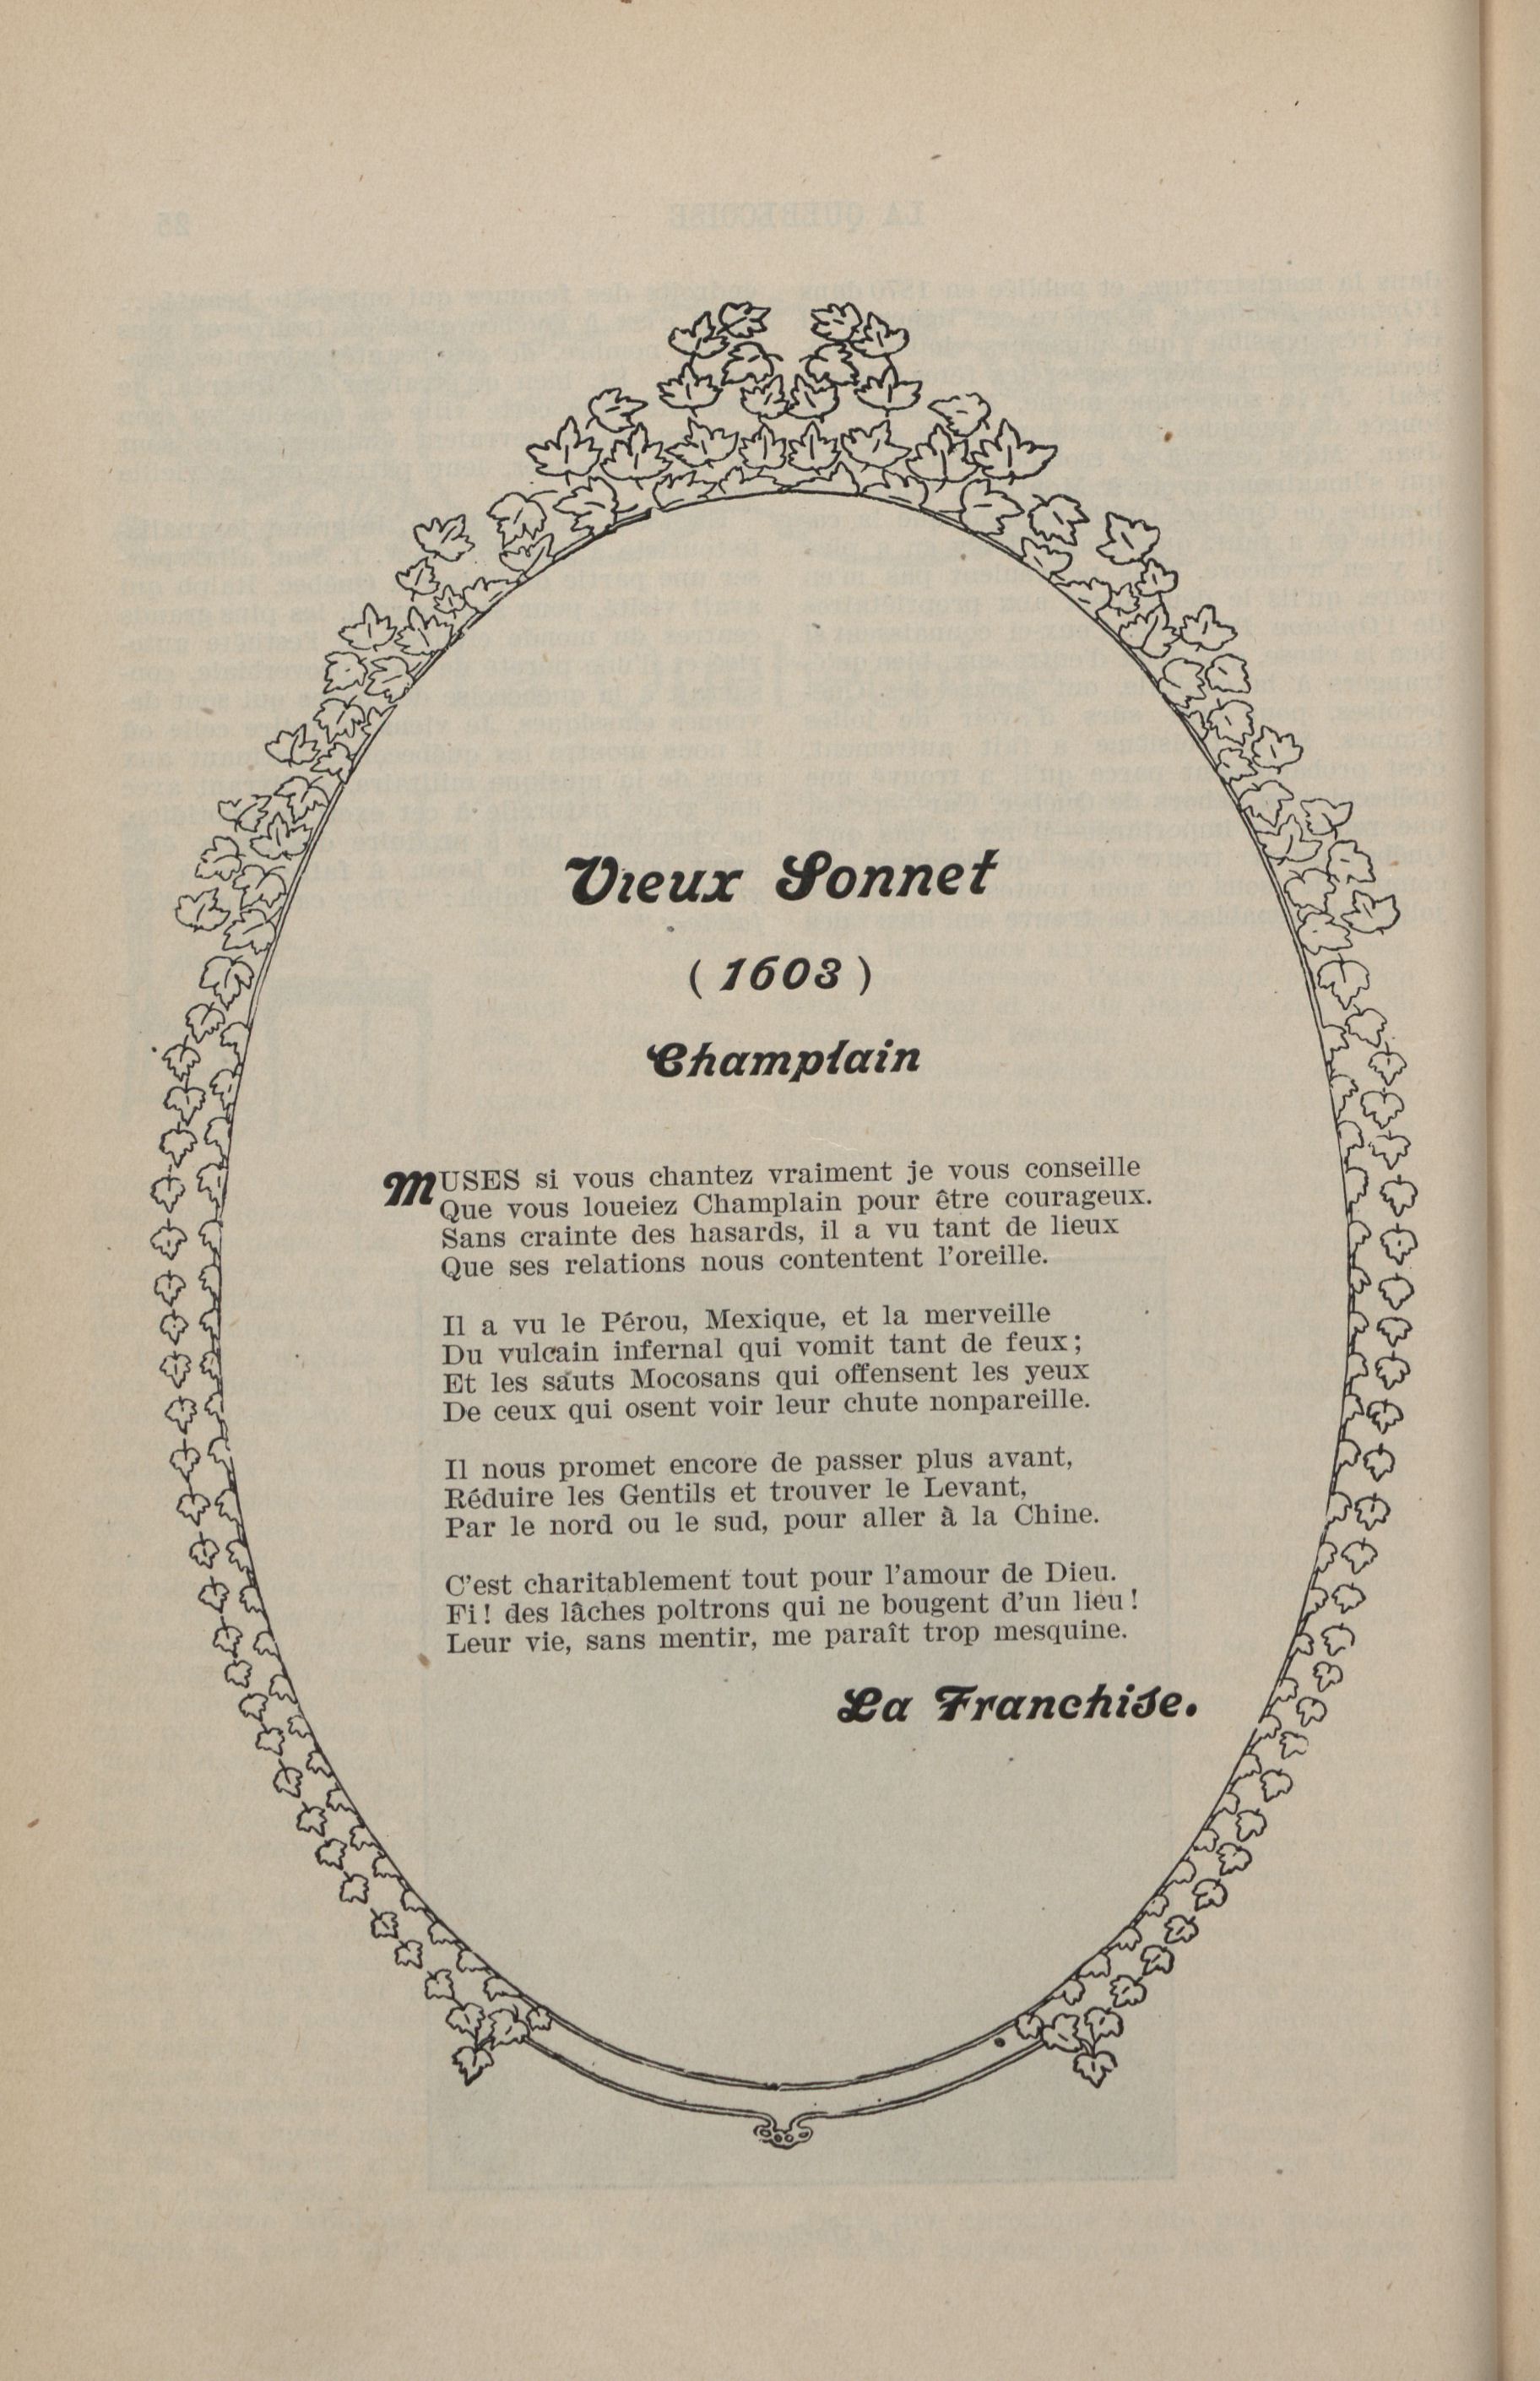 Vieux Sonnet
(1603)
Champlain
MUSES si vous chantez vraiment je vous conseille
Que vous loueiez Champlain pour être courageux.
Sans crainte des hasards, il a vu tant de lieux
Que ses relations nous contentent l'oreille.
Il a vu le Pérou, Mexique, et la merveille
Du vulcain infernal qui vomit tant de feux;
Et les sauts Mocosans qui offensent les yeux
De ceux qui osent voir leur chute nonpareille.
Il nous promet encore de passer plus avant,
Réduire les Gentils et trouver le Levant,
Par le nord ou le sud, pour aller à la Chine.
C'est charitablement tout pour l'amour de Dieu.
Fi! des lâches poltrons qui ne bougent d'un lieu!
Leur vie, sans mentir, me paraît trop mesquine.
La Franchise.